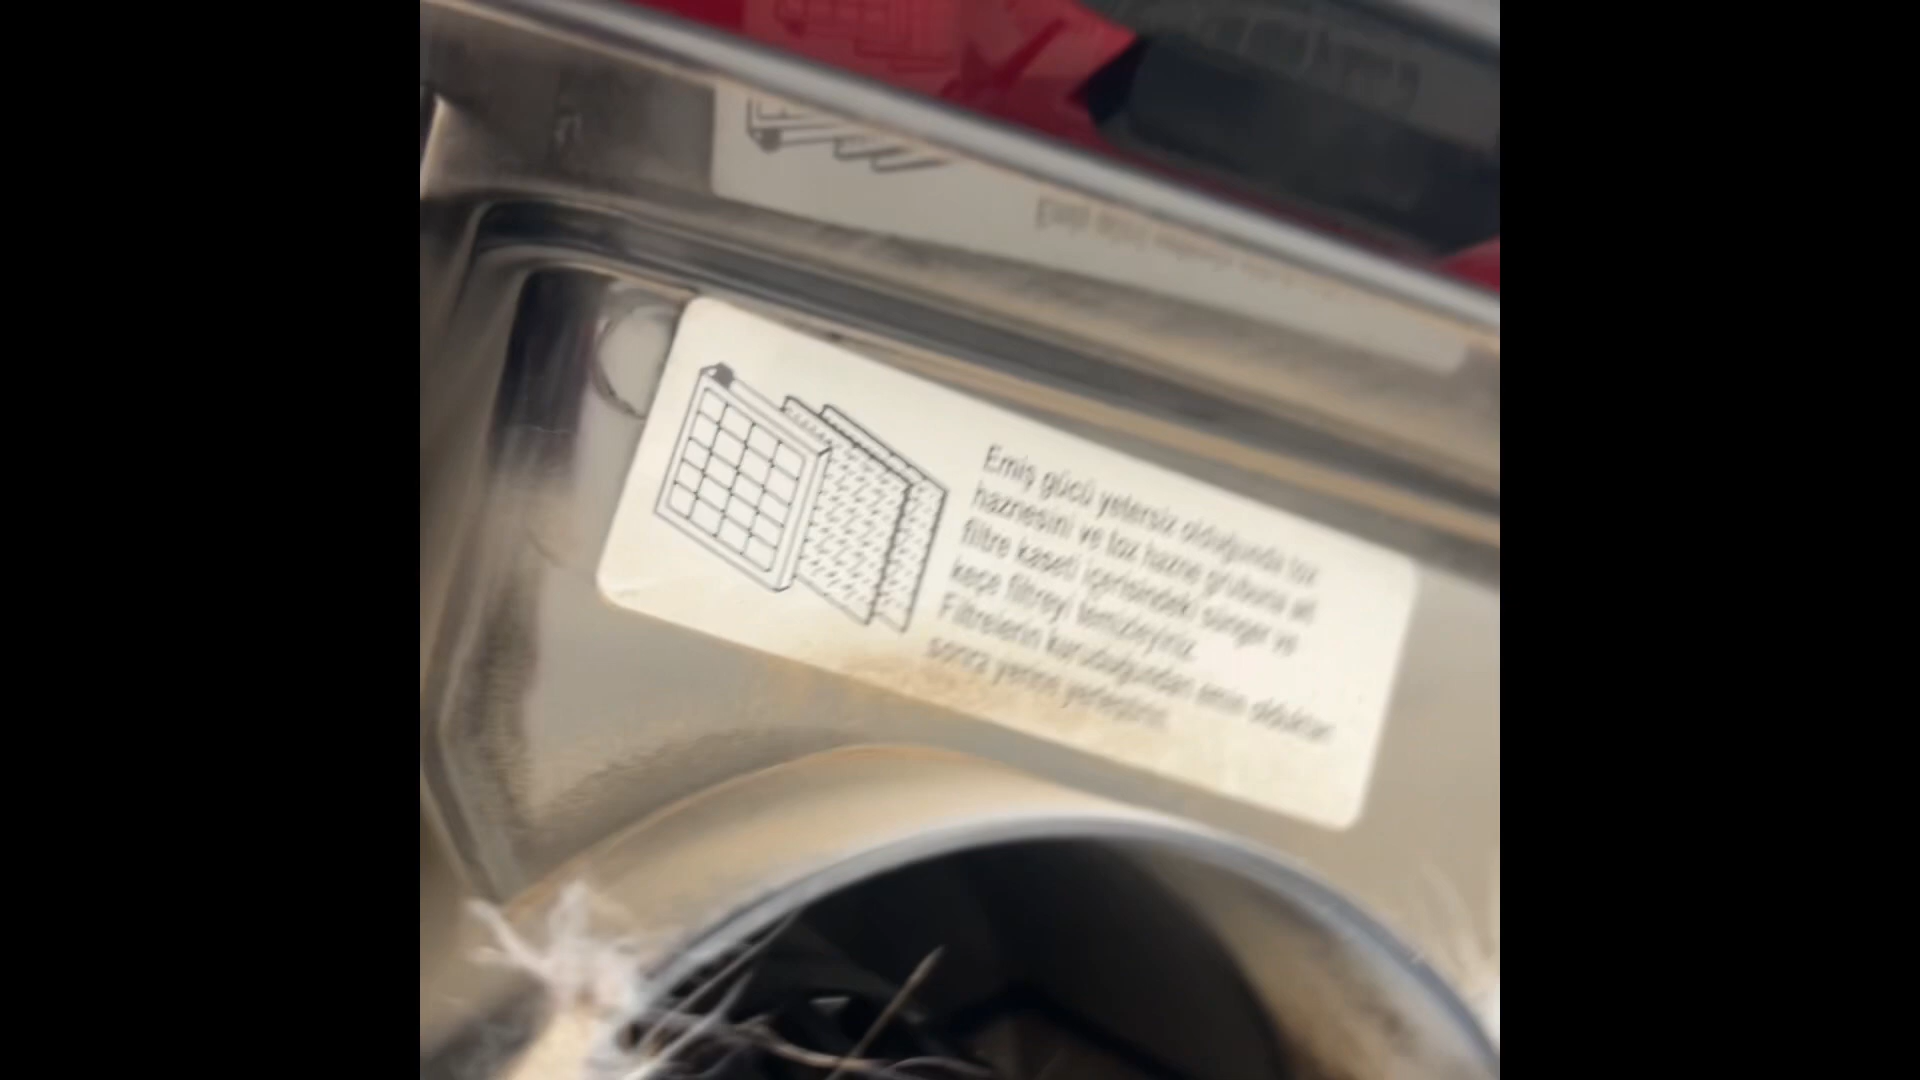 Emiş gücü yetersiz olduğunda toz
haznesini ve toz hazne grubuna ait
filtre kaseti içerisindeki sünger ve
keçe filtreyi temizleyiniz.
Filtrelerin kuruduğundan emin olduktan
sonra yerine yerleştirin.